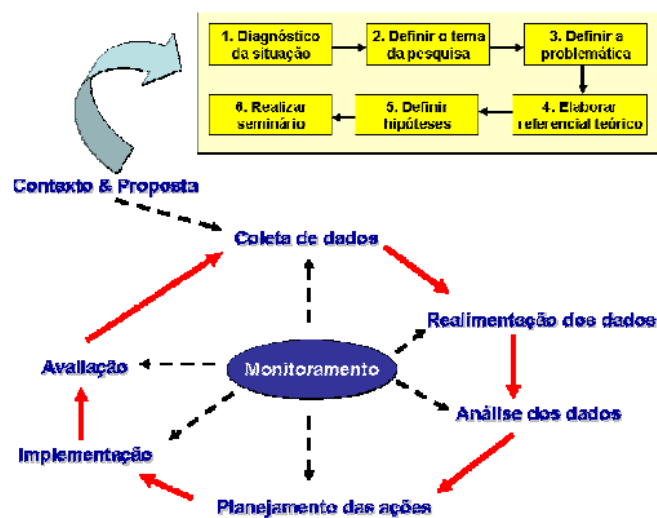 1. Diagnóstico
da situação
2. Definir o tema
da pesquisa
3. Definir a
problemática
6. Realizar
seminário
5. Definir
hipóteses
4. Elaborar
referencial teórico
Contexto & Proposta
Coleta de dados
Realimentação dos dados
Avaliação
Monitoramento
Análise dos dados
Implementação
Planejamento das ações